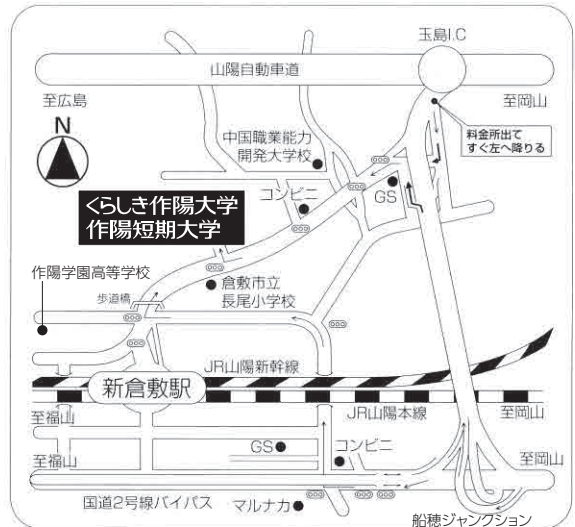 玉島I.C
山陽自動車道
至広島
至岡山
N
料金所出て
すぐ左へ降りる
中国職業能力
開発大学校
コンビニ
GS
くらしき作陽大学
作陽短期大学
作陽学園高等学校
倉敷市立
長尾小学校
歩道橋
JR山陽新幹線
新倉敷駅
JR山陽本線
至福山
至岡山
GS
コンビニ
至福山
至岡山
国道2号線バイパス
マルナカ
船穂ジャンクション